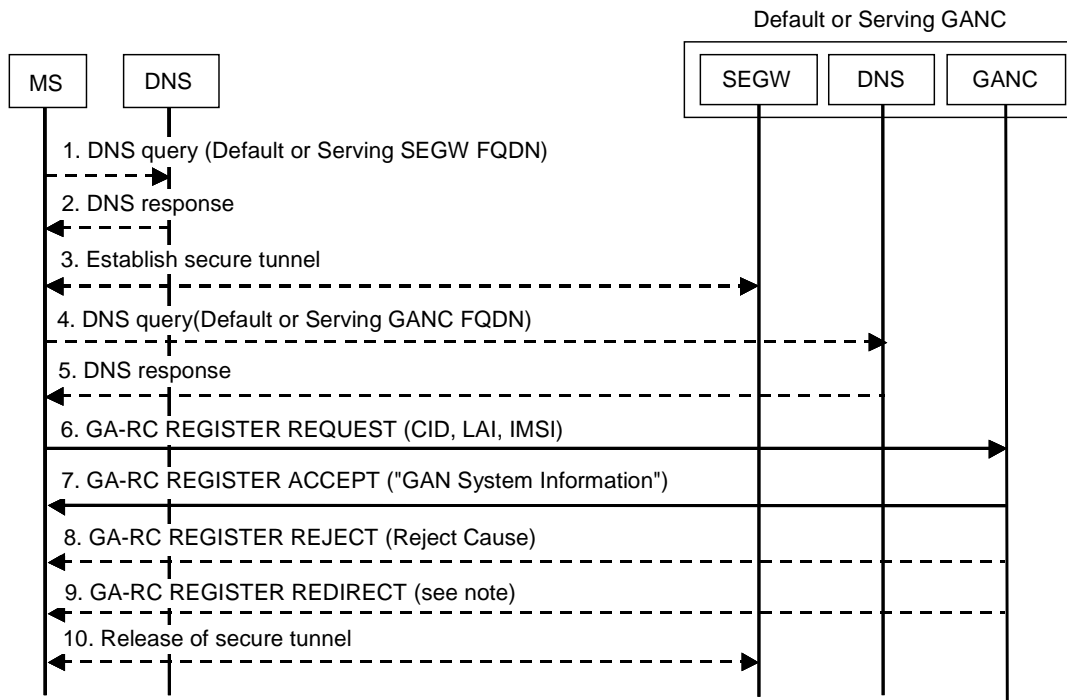 Default or Serving GANC
MS
DNS
SEGW
DNS
GANC
1. DNS query (Default or Serving SEGW FQDN)
2. DNS response
3. Establish secure tunnel
4. DNS query(Default or Serving GANC FQDN)
5. DNS response
6. GA-RC REGISTER REQUEST (CID, LAI, IMSI)
7. GA-RC REGISTER ACCEPT ("GAN System Information")
8. GA-RC REGISTER REJECT (Reject Cause)
9. GA-RC REGISTER REDIRECT (see note)
10. Release of secure tunnel